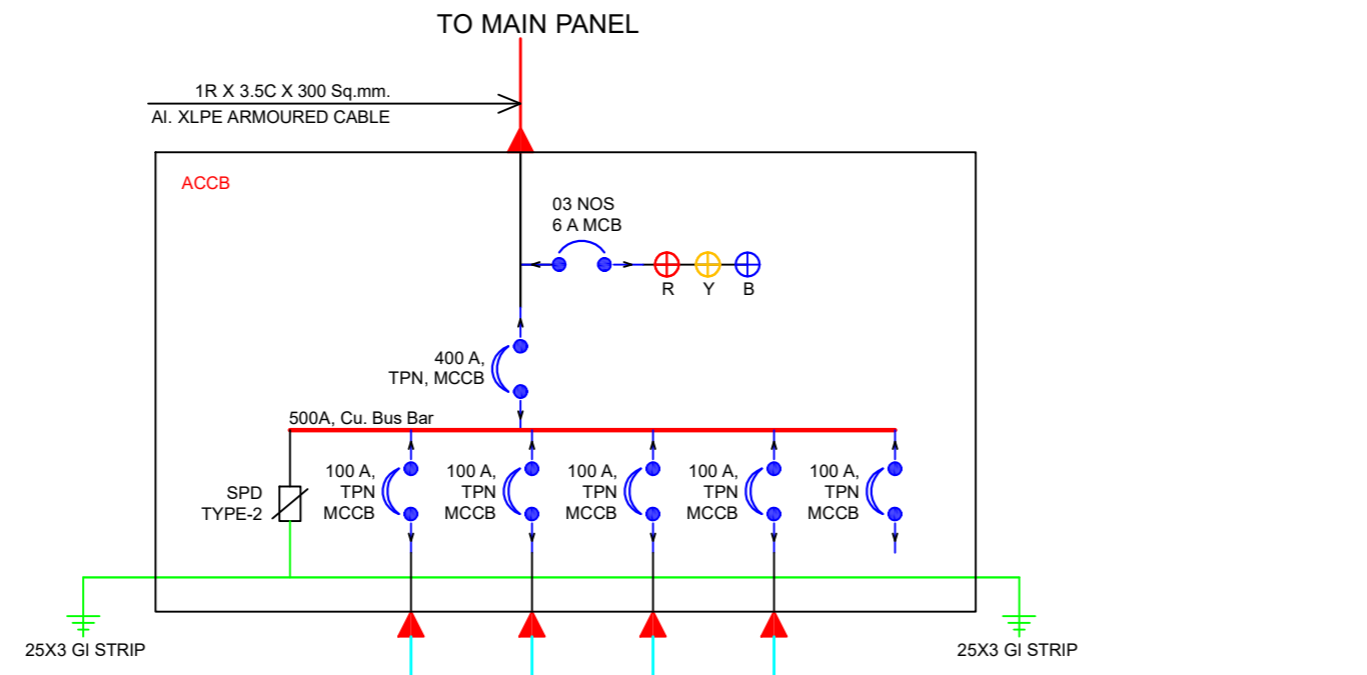 TO MAIN PANEL
1R X 3.5C X 300 Sq.mm.
Al. XLPE ARMOURED CABLE
ACCB
03 NOS
6 A MCB
R Y B
400 A,
TPN, MCCB
500A, Cu. Bus Bar
SPD
TYPE-2
100 A,
TPN
MCCB
100 A,
TPN
MCCB
100 A,
TPN
MCCB
100 A,
TPN
MCCB
100 A,
TPN
MCCB
25X3 GI STRIP
25X3 GI STRIP